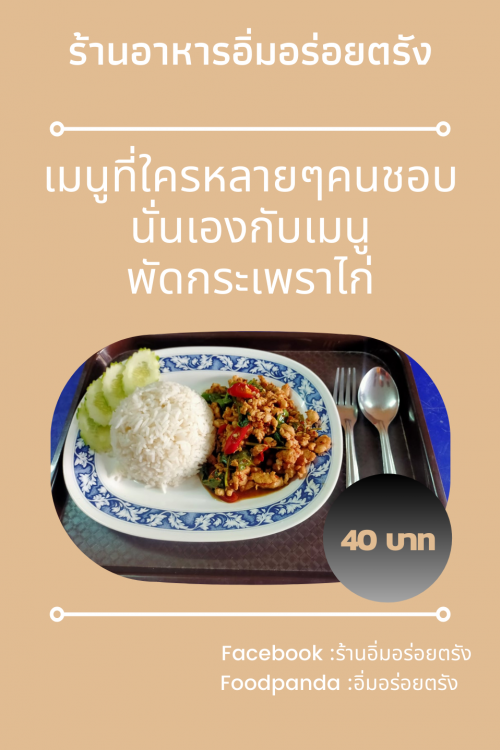 ร้านอาหารอิ่มอร่อยตรัง
เมนูที่ใครหลายๆคนชอบ
นั่นเองกับเมนู
พัดกระเพราไก่
40 บาท
Facebook :ร้านอิ่มอร่อยตรัง
Foodpanda :อิ่มอร่อยตรัง